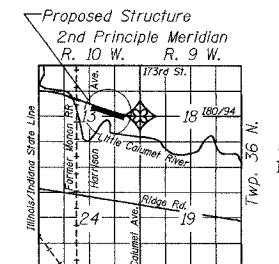 Proposed Structure
2nd Principle Meridian
R. 10 W. R. 9 W.
173rd St.
Ave.
13
18
I80/94
Little Calumet River
Illinois/Indiana State Line
Former Monon RR
Harrison
Twp. 36 N.
Ridge Rd.
24
19
Calumet Ave.